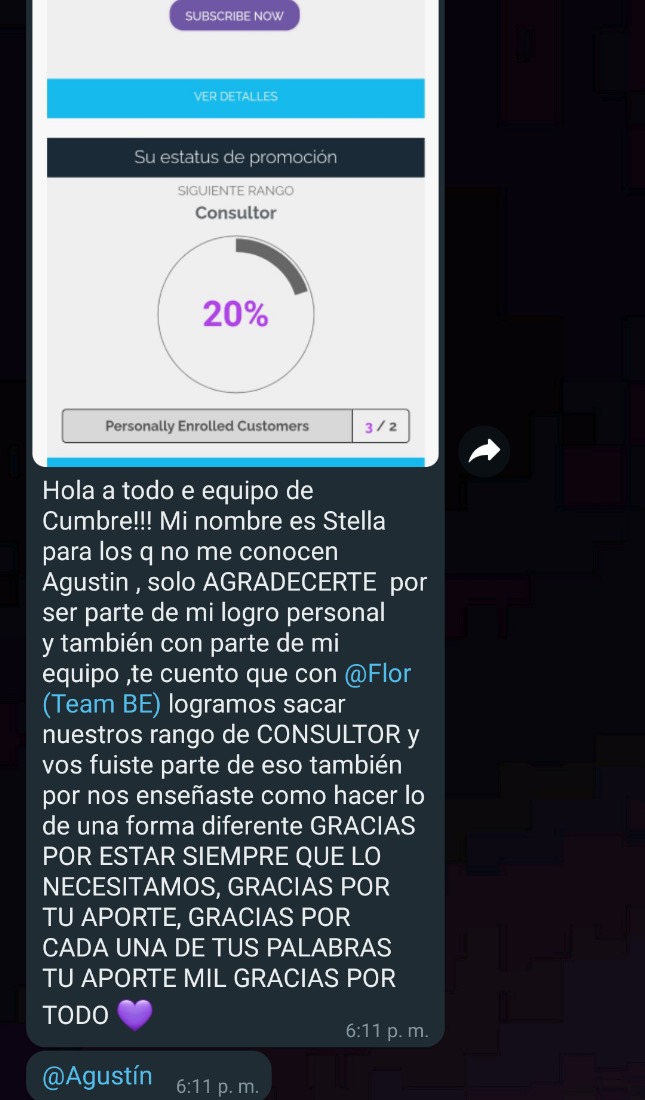 SUBSCRIBE NOW
VER DETALLES
Su estatus de promoción
SIGUIENTE RANGO
Consultor
20%
Personally Enrolled Customers 3 / 2
Hola a todo e equipo de
Cumbre!!! Mi nombre es Stella
para los q no me conocen
Agustin , solo AGRADECERTE  por
ser parte de mi logro personal
y también con parte de mi
equipo ,te cuento que con @Flor
(Team BE) logramos sacar
nuestros rango de CONSULTOR y
vos fuiste parte de eso también
por nos enseñaste como hacer lo
de una forma diferente GRACIAS
POR ESTAR SIEMPRE QUE LO
NECESITAMOS, GRACIAS POR
TU APORTE, GRACIAS POR
CADA UNA DE TUS PALABRAS
TU APORTE MIL GRACIAS POR
TODO 💜
6:11 p. m.
@Agustín 6:11 p. m.